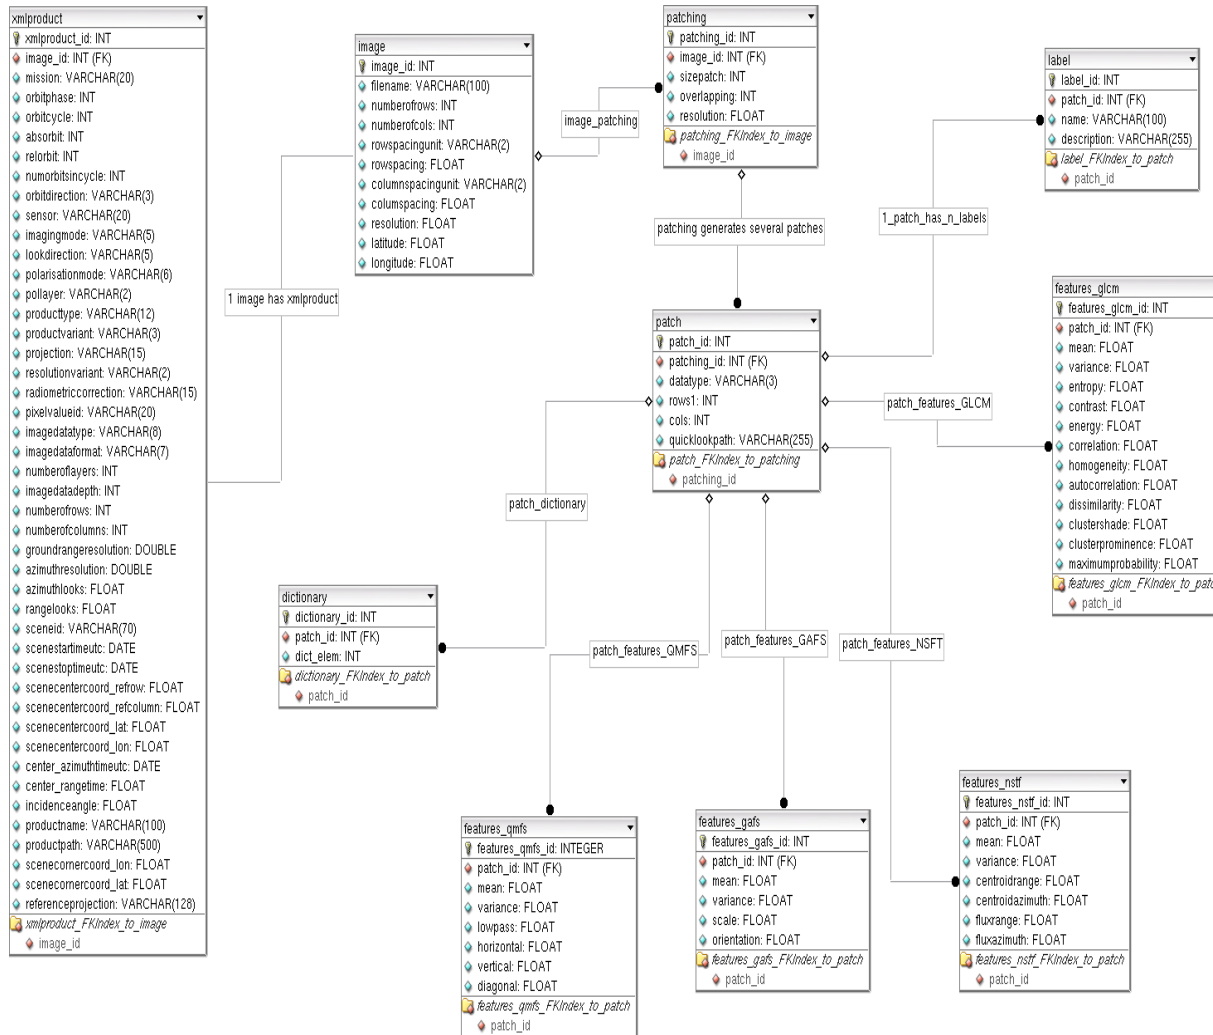 xmlproduct
xmlproduct_id: INT
image_id: INT (FK)
mission: VARCHAR(20)
orbitphase: INT
orbitcycle: INT
absorbit: INT
relorbit: INT
numorbitsincycle: INT
orbitdirection: VARCHAR(3)
sensor: VARCHAR(20)
imagingmode: VARCHAR(5)
lookdirection: VARCHAR(5)
polarisationmode: VARCHAR(6)
pollayer: VARCHAR(2)
producttype: VARCHAR(12)
productvariant: VARCHAR(3)
projection: VARCHAR(15)
resolutionvariant: VARCHAR(2)
radiometriccorrection: VARCHAR(15)
pixelvalueid: VARCHAR(20)
imagedatatype: VARCHAR(8)
imagedataformat: VARCHAR(7)
numberoflayers: INT
imagedatadepth: INT
numberofrows: INT
numberofcolumns: INT
groundrangeresolution: DOUBLE
azimuthresolution: DOUBLE
azimuthlooks: FLOAT
rangelooks: FLOAT
sceneid: VARCHAR(70)
scenestartimeutc: DATE
scenestoptimeutc: DATE
scenecentercoord_refrow: FLOAT
scenecentercoord_refcolumn: FLOAT
scenecentercoord_lat: FLOAT
scenecentercoord_lon: FLOAT
center_azimuthtimeutc: DATE
center_rangetime: FLOAT
incidenceangle: FLOAT
productname: VARCHAR(100)
productpath: VARCHAR(500)
scenecornercoord_lon: FLOAT
scenecornercoord_lat: FLOAT
referenceprojection: VARCHAR(128)
xmlproduct_FKIndex_to_image
image_id
1 image has xmlproduct
image
image_id: INT
filename: VARCHAR(100)
numberofrows: INT
numberofcols: INT
rowspacingunit: VARCHAR(2)
rowspacing: FLOAT
columnspacingunit: VARCHAR(2)
columspacing: FLOAT
resolution: FLOAT
latitude: FLOAT
longitude: FLOAT
image_patching
patching
patching_id: INT
image_id: INT (FK)
sizepatch: INT
overlapping: INT
resolution: FLOAT
patching_FKIndex_to_image
image_id
patching generates several patches
label
label_id: INT
patch_id: INT (FK)
name: VARCHAR(100)
description: VARCHAR(255)
label_FKIndex_to_patch
patch_id
1_patch_has_n_labels
patch
patch_id: INT
patching_id: INT (FK)
datatype: VARCHAR(3)
rows1: INT
cols: INT
quicklookpath: VARCHAR(255)
patch_FKIndex_to_patching
patching_id
patch_features_GLCM
features_glcm
features_glcm_id: INT
patch_id: INT (FK)
mean: FLOAT
variance: FLOAT
entropy: FLOAT
contrast: FLOAT
energy: FLOAT
correlation: FLOAT
homogeneity: FLOAT
autocorrelation: FLOAT
dissimilarity: FLOAT
clustershade: FLOAT
clusterprominence: FLOAT
maximumprobability: FLOAT
features_glcm_FKIndex_to_patc
patch_id
patch_dictionary
dictionary
dictionary_id: INT
patch_id: INT (FK)
dict_elem: INT
dictionary_FKIndex_to_patch
patch_id
patch_features_QMFS
patch_features_GAFS
patch_features_NSFT
features_qmfs
features_qmfs_id: INTEGER
patch_id: INT (FK)
mean: FLOAT
variance: FLOAT
lowpass: FLOAT
horizontal: FLOAT
vertical: FLOAT
diagonal: FLOAT
features_qmfs_FKIndex_to_patch
patch_id
features_gafs
features_gafs_id: INT
patch_id: INT (FK)
mean: FLOAT
variance: FLOAT
scale: FLOAT
orientation: FLOAT
features_gafs_FKIndex_to_patch
patch_id
features_nstf
features_nstf_id: INT
patch_id: INT (FK)
mean: FLOAT
variance: FLOAT
centroidrange: FLOAT
centroidazimuth: FLOAT
fluxrange: FLOAT
fluxazimuth: FLOAT
features_nstf_FKIndex_to_patch
patch_id